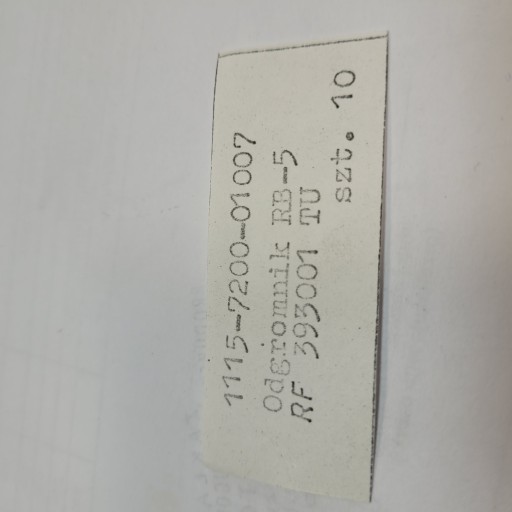 1115-7200-01007
Odgromnik RB-5
RF 393001 TU
szt. 10